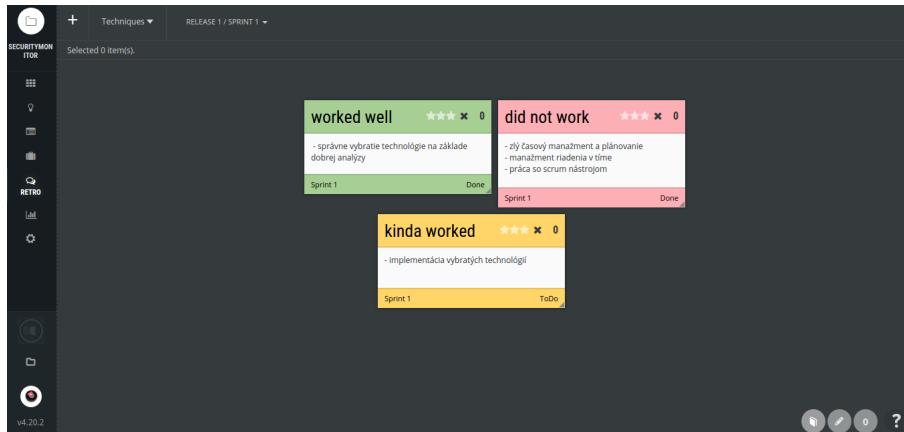 + Techniques ▾ RELEASE 1 / SPRINT 1 ▾
SECURITYMON
ITOR
Selected 0 item(s).
RETRO
worked well 0
- správne vybratie technológie na základe
dobrej analýzy
Sprint 1 Done
did not work 0
- zlý časový manažment a plánovanie
- manažment riadenia v tíme
- práca so scrum nástrojom
Sprint 1 Done
kinda worked 0
- implementácia vybratých technológií
Sprint 1 ToDo
v4.20.2
0 ?